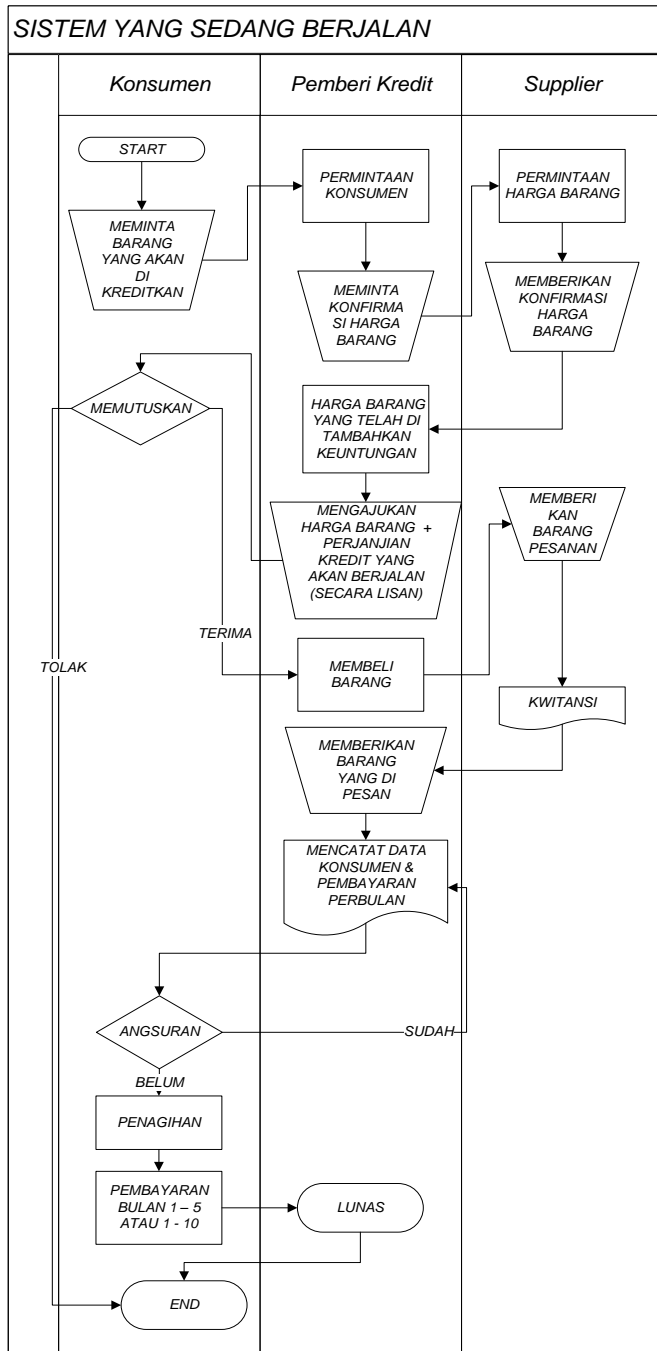 SISTEM YANG SEDANG BERJALAN
Konsumen
Pemberi Kredit
Supplier
START
MEMINTA
BARANG
YANG AKAN
DI
KREDITKAN
PERMINTAAN
KONSUMEN
PERMINTAAN
HARGA BARANG
MEMINTA
KONFIRMA
SI HARGA
BARANG
MEMBERIKAN
KONFIRMASI
HARGA
BARANG
MEMUTUSKAN
HARGA BARANG
YANG TELAH DI
TAMBAHKAN
KEUNTUNGAN
MENGAJUKAN
HARGA BARANG +
PERJANJIAN
KREDIT YANG
AKAN BERJALAN
(SECARA LISAN)
MEMBERI
KAN
BARANG
PESANAN
TERIMA
TOLAK
MEMBELI
BARANG
KWITANSI
MEMBERIKAN
BARANG
YANG DI
PESAN
MENCATAT DATA
KONSUMEN &
PEMBAYARAN
PERBULAN
ANGSURAN
SUDAH
BELUM
PENAGIHAN
PEMBAYARAN
BULAN 1 – 5
ATAU 1 - 10
LUNAS
END